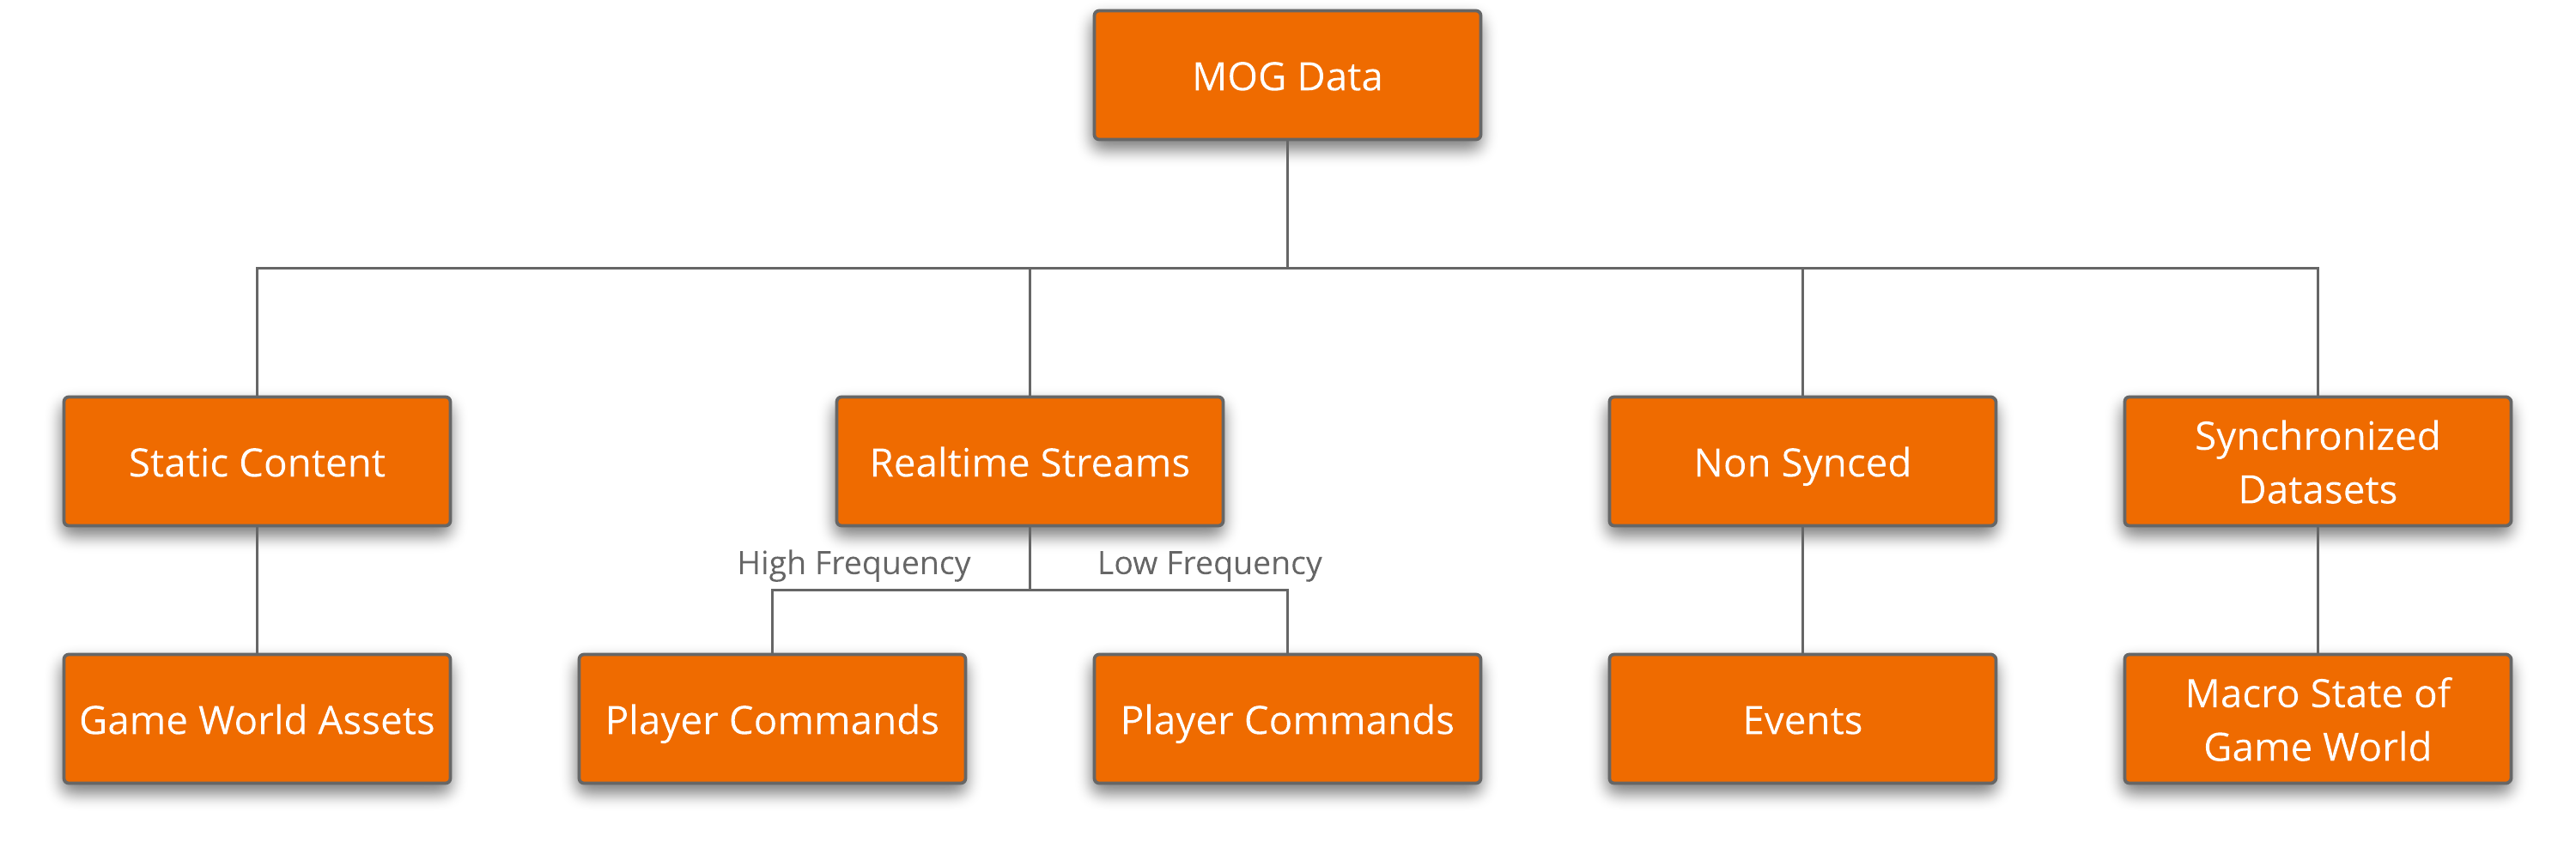 MOG Data
Static Content
Realtime Streams
Non Synced
Synchronized
Datasets
High Frequency
Low Frequency
Game World Assets
Player Commands
Player Commands
Events
Macro State of
Game World